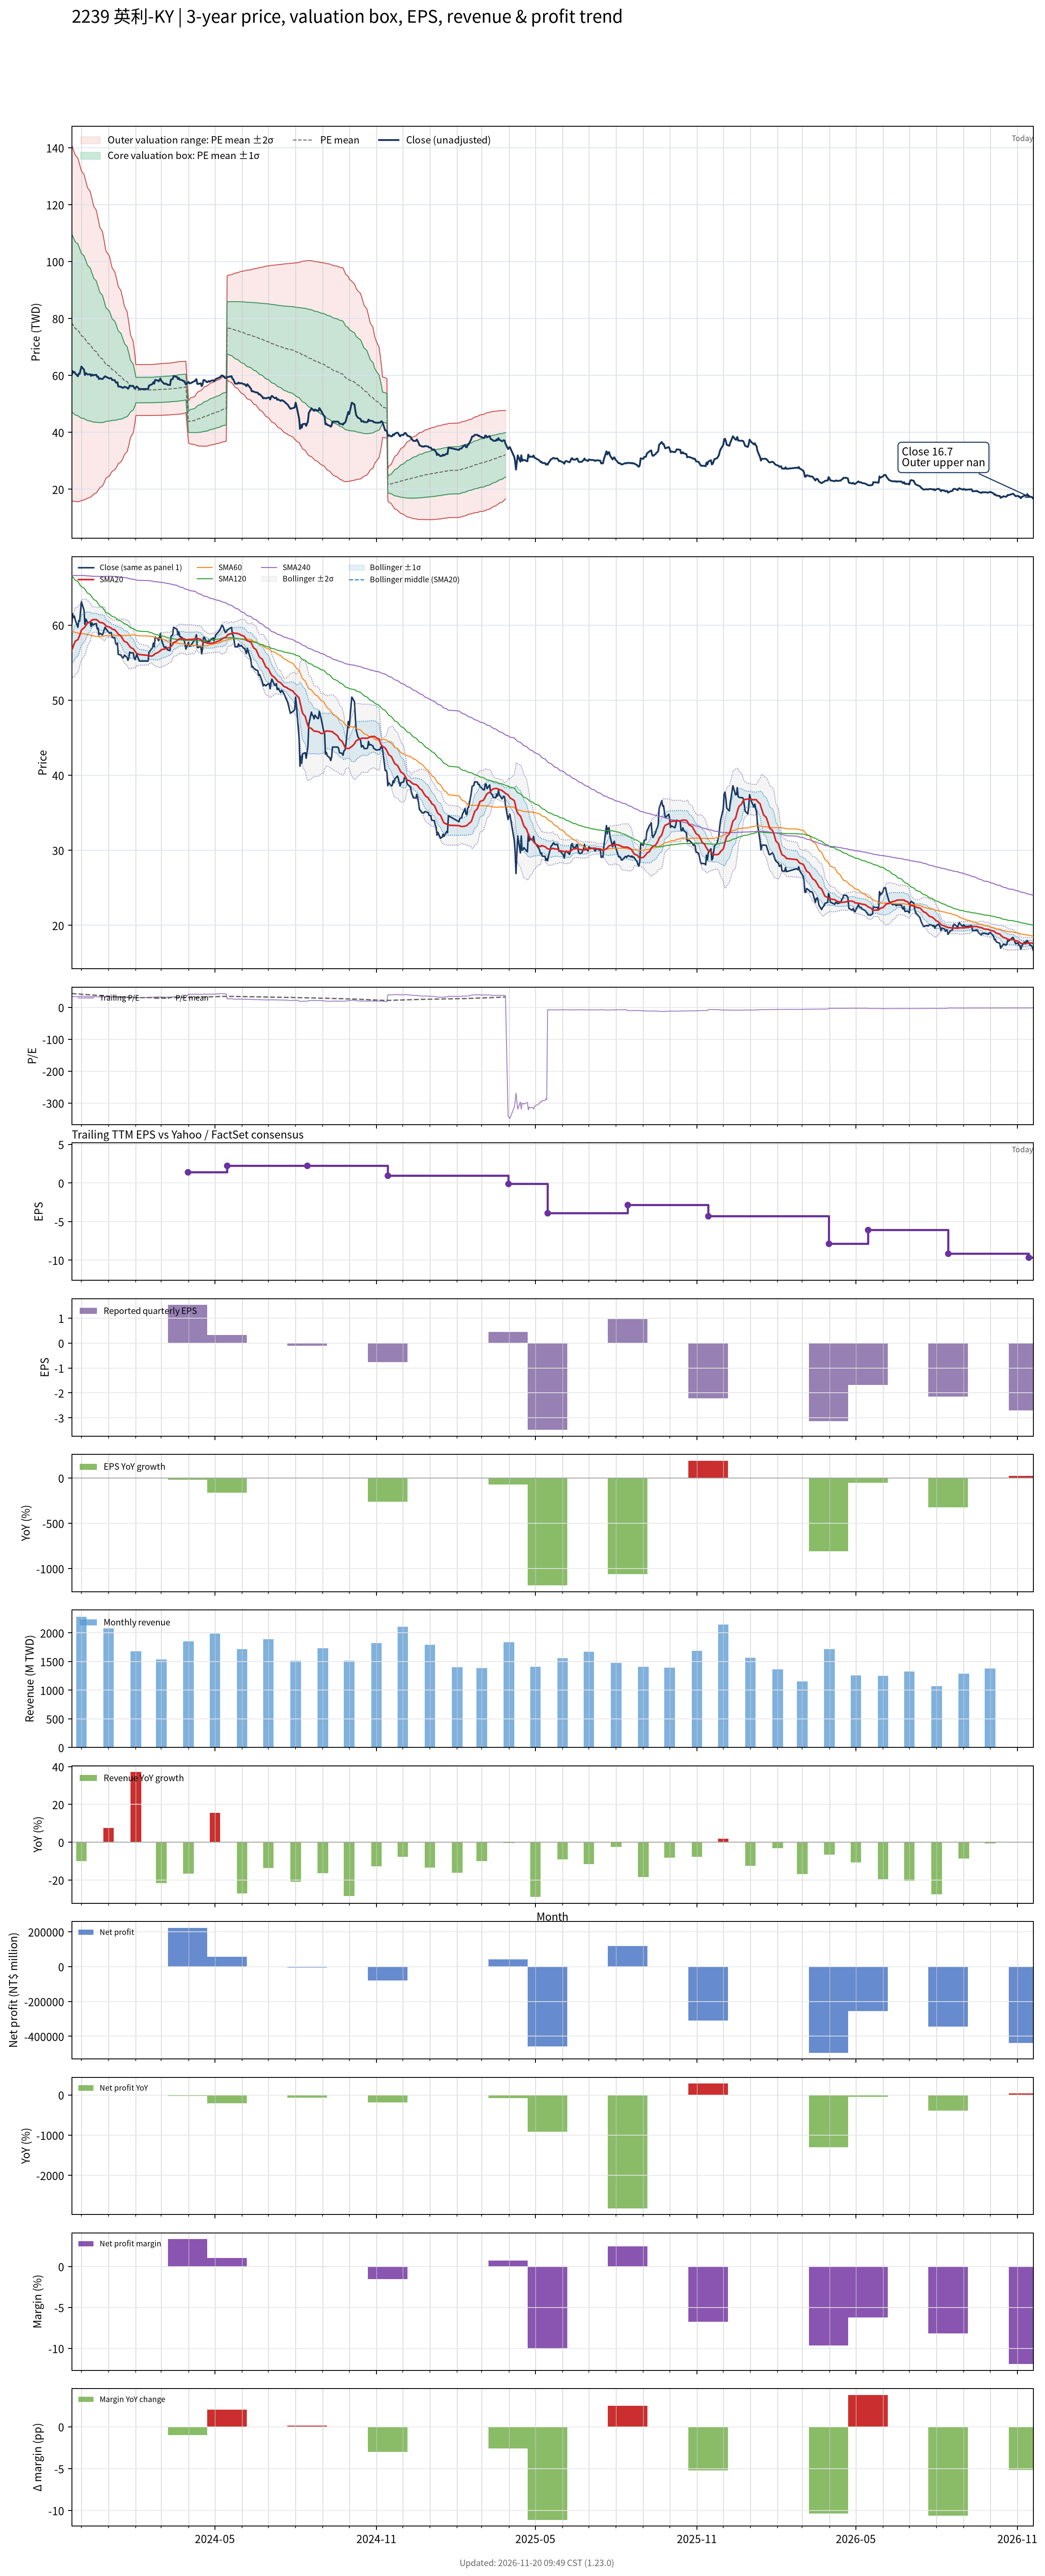 2239 英利-KY | 3-year price, valuation box, EPS, revenue & profit trend
Outer valuation range: PE mean ±2σ
PE mean
Close (unadjusted)
Core valuation box: PE mean ±1σ
Today
140
120
100
80
60
40
20
Price (TWD)
Close 16.7
Outer upper nan
Close (same as panel 1)
SMA20
SMA60
SMA120
SMA240
Bollinger ±2σ
Bollinger ±1σ
Bollinger middle (SMA20)
60
50
40
30
20
Price
Trailing P/E
P/E mean
0
-100
-200
-300
P/E
Trailing TTM EPS vs Yahoo / FactSet consensus
Today
5
0
-5
-10
EPS
Reported quarterly EPS
1
0
-1
-2
-3
EPS
EPS YoY growth
0
-500
-1000
YoY (%)
Monthly revenue
2000
1500
1000
500
0
Revenue (M TWD)
Revenue YoY growth
40
20
0
-20
YoY (%)
Month
Net profit
200000
0
-200000
-400000
Net profit (NT$ million)
Net profit YoY
0
-1000
-2000
YoY (%)
Net profit margin
0
-5
-10
Margin (%)
Margin YoY change
0
-5
-10
Δ margin (pp)
2024-05
2024-11
2025-05
2025-11
2026-05
2026-11
Updated: 2026-11-20 09:49 CST (1.23.0)